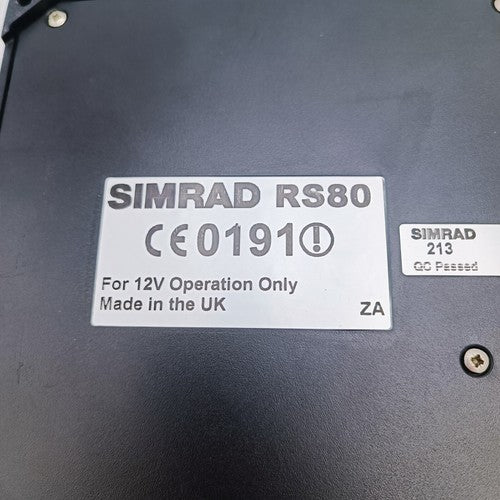 SIMRAD RS80
CE0191!
For 12V Operation Only
Made in the UK
ZA
SIMRAD
213
QC Passed